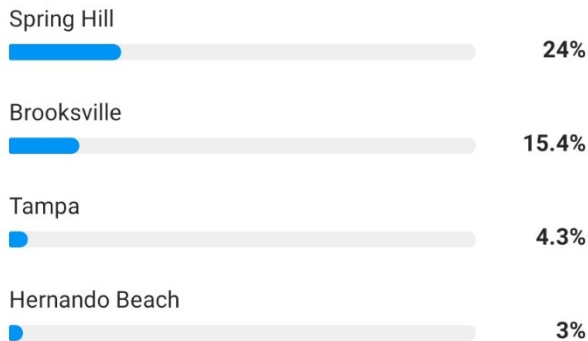 Spring Hill
24%
Brooksville
15.4%
Tampa
4.3%
Hernando Beach
3%